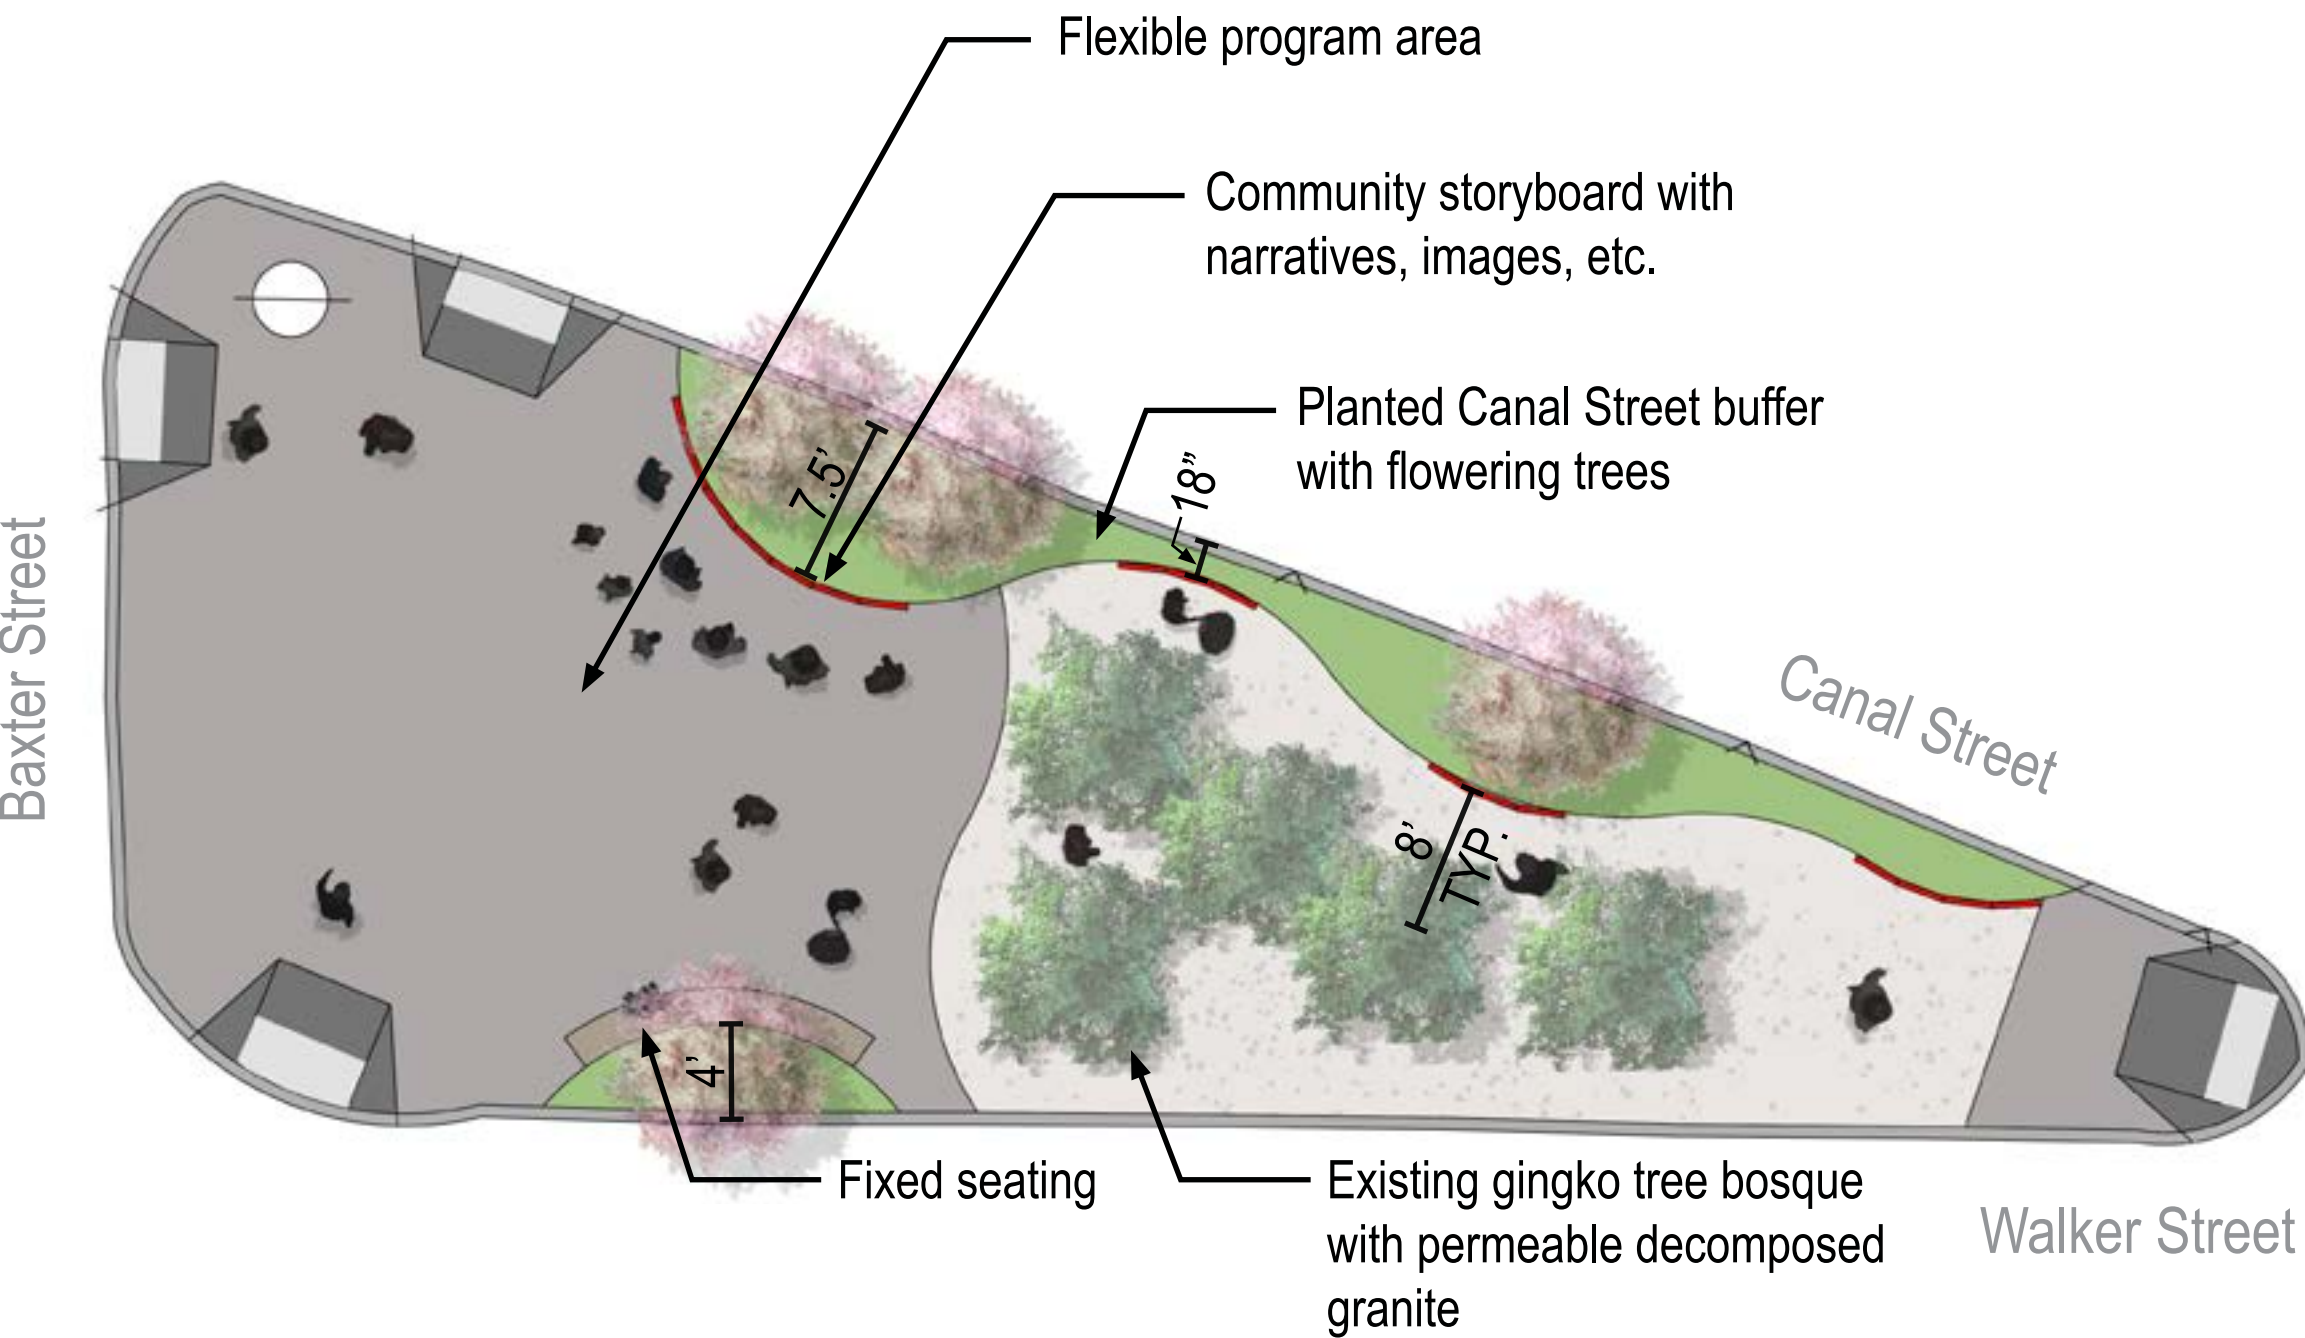 Flexible program area
Community storyboard with
narratives, images, etc.
Planted Canal Street buffer
with flowering trees
7.5’
18”
Baxter Street
Canal Street
8’
TYP.
4’
Fixed seating
Existing gingko tree bosque
with permeable decomposed
granite
Walker Street